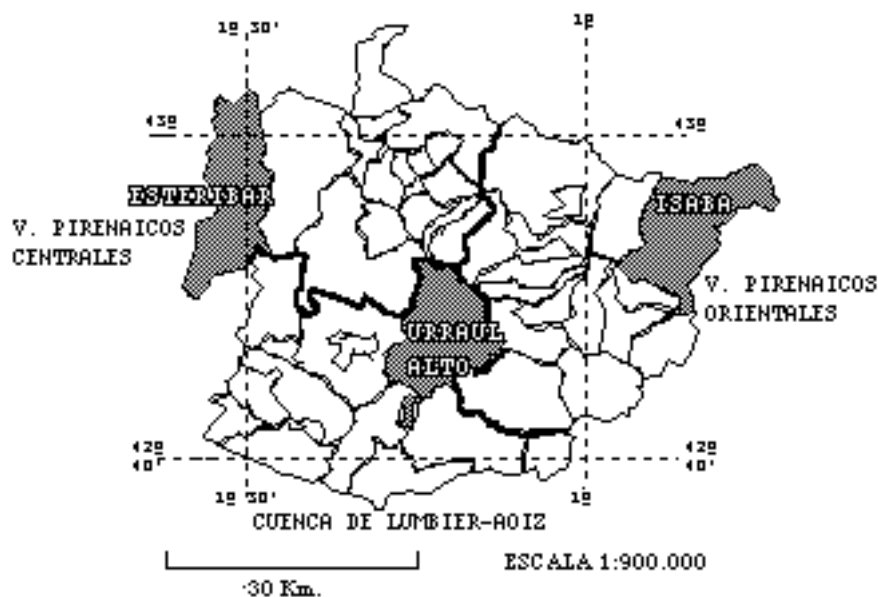 1º 30' 1º
43º 43º
ESTERIBAR ISABA
V. PIRENAICOS
CENTRALES
V. PIRENAICOS
ORIENTALES
URRAUL
ALTO
42º 42º
40' 40'
1º 30' 1º
CUENCA DE LUMBIER-AOIZ
ESCALA 1:900.000
30 Km.